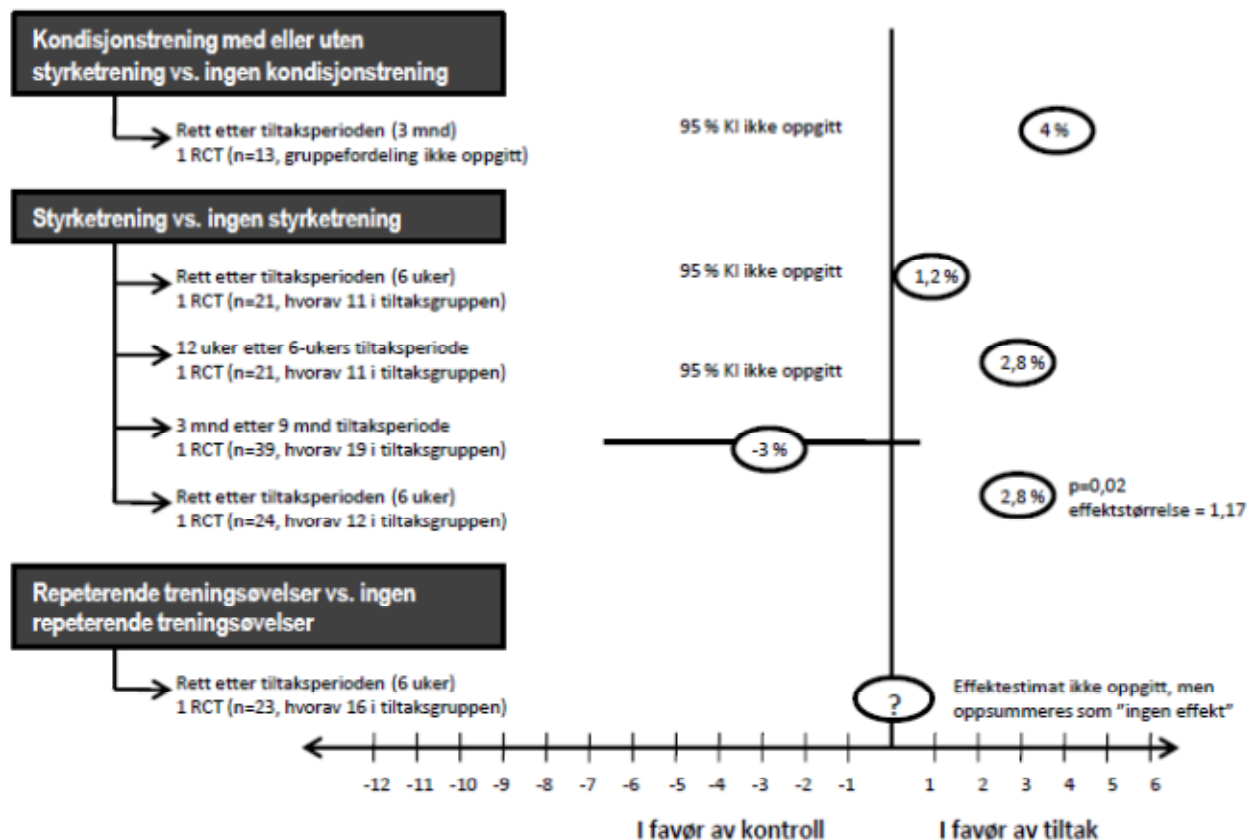 Kondisjonstrening med eller uten
styrketrening vs. ingen kondisjonstrening
Rett etter tiltaksperioden (3 mnd)
1 RCT (n=13, gruppefordeling ikke oppgitt)
95 % KI ikke oppgitt
4 %
Styrketrening vs. ingen styrketrening
Rett etter tiltaksperioden (6 uker)
1 RCT (n=21, hvorav 11 i tiltaksgruppen)
95 % KI ikke oppgitt
1,2 %
12 uker etter 6-ukers tiltaksperiode
1 RCT (n=21, hvorav 11 i tiltaksgruppen)
95 % KI ikke oppgitt
2,8 %
3 mnd etter 9 mnd tiltaksperiode
1 RCT (n=39, hvorav 19 i tiltaksgruppen)
-3 %
Rett etter tiltaksperioden (6 uker)
1 RCT (n=24, hvorav 12 i tiltaksgruppen)
2,8 %
p=0,02
effektstørrelse = 1,17
Repeterende treningsøvelser vs. ingen
repeterende treningsøvelser
Rett etter tiltaksperioden (6 uker)
1 RCT (n=23, hvorav 16 i tiltaksgruppen)
?
Effektestimat ikke oppgitt, men
oppsummeres som "ingen effekt"
-12 -11 -10 -9 -8 -7 -6 -5 -4 -3 -2 -1 1 2 3 4 5 6
I favør av kontroll I favør av tiltak